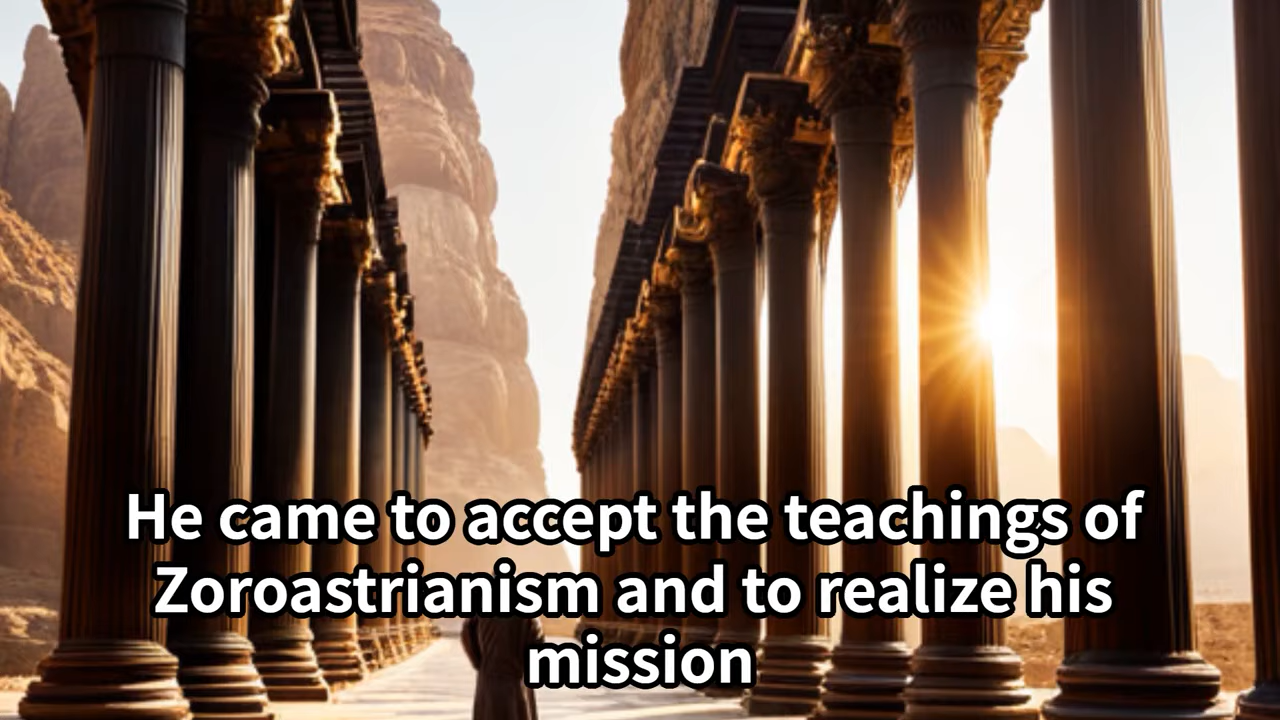 He came to accept the teachings of
Zoroastrianism and to realize his
mission